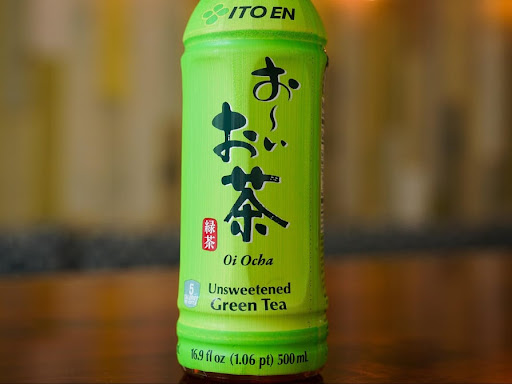 ITO EN
お〜い
お茶
緑茶
Oi Ocha
5
Unsweetened
Green Tea
16.9 fl oz (1.06 pt) 500 mL